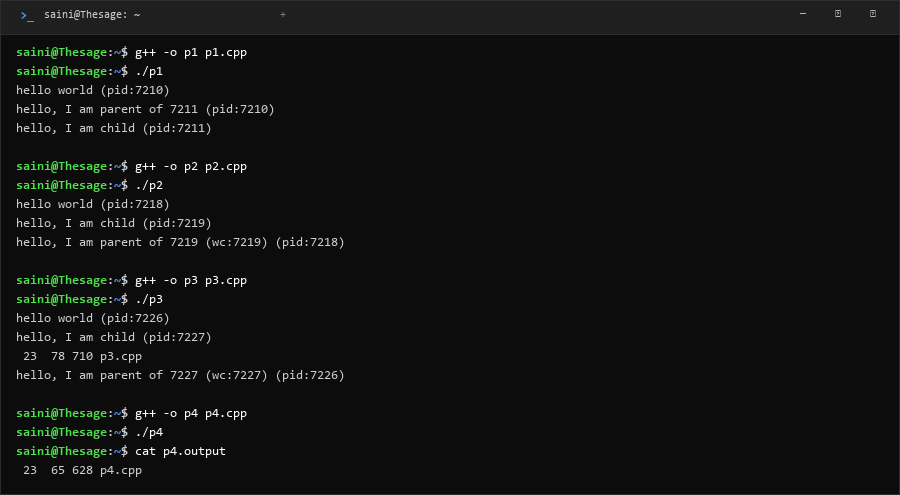 saini@Thesage: ~
saini@Thesage:~$ g++ -o p1 p1.cpp
saini@Thesage:~$ ./p1
hello world (pid:7210)
hello, I am parent of 7211 (pid:7210)
hello, I am child (pid:7211)
saini@Thesage:~$ g++ -o p2 p2.cpp
saini@Thesage:~$ ./p2
hello world (pid:7218)
hello, I am child (pid:7219)
hello, I am parent of 7219 (wc:7219) (pid:7218)
saini@Thesage:~$ g++ -o p3 p3.cpp
saini@Thesage:~$ ./p3
hello world (pid:7226)
hello, I am child (pid:7227)
 23  78 710 p3.cpp
hello, I am parent of 7227 (wc:7227) (pid:7226)
saini@Thesage:~$ g++ -o p4 p4.cpp
saini@Thesage:~$ ./p4
saini@Thesage:~$ cat p4.output
 23  65 628 p4.cpp